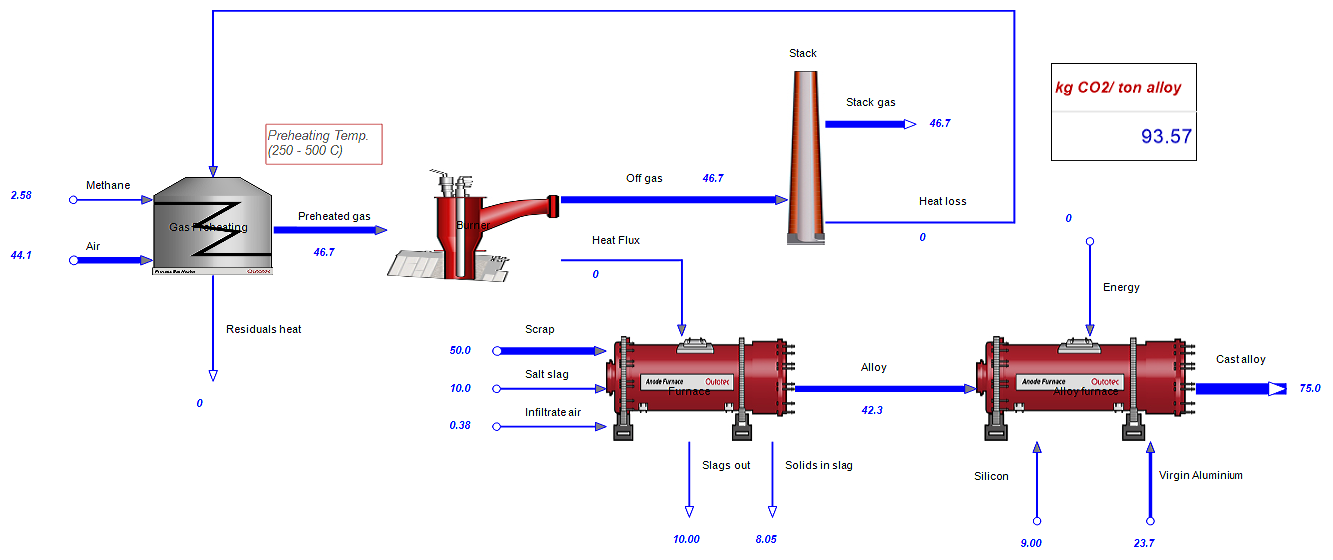 Stack
kg CO2/ ton alloy
93.57
Stack gas
46.7
Preheating Temp.
(250 - 500 C)
Methane
2.58
Off gas
46.7
Heat loss
0
0
Gas Preheating
Preheated gas
46.7
Burner
Air
44.1
Heat Flux
0
Outotec
Energy
Residuals heat
0
Scrap
50.0
Salt slag
10.0
Infiltrate air
0.38
Anode Furnace
Outotec
Furnace
Alloy
42.3
Anode Furnace
Outotec
Alloy furnace
Cast alloy
75.0
Slags out
10.00
Solids in slag
8.05
Silicon
9.00
Virgin Aluminium
23.7